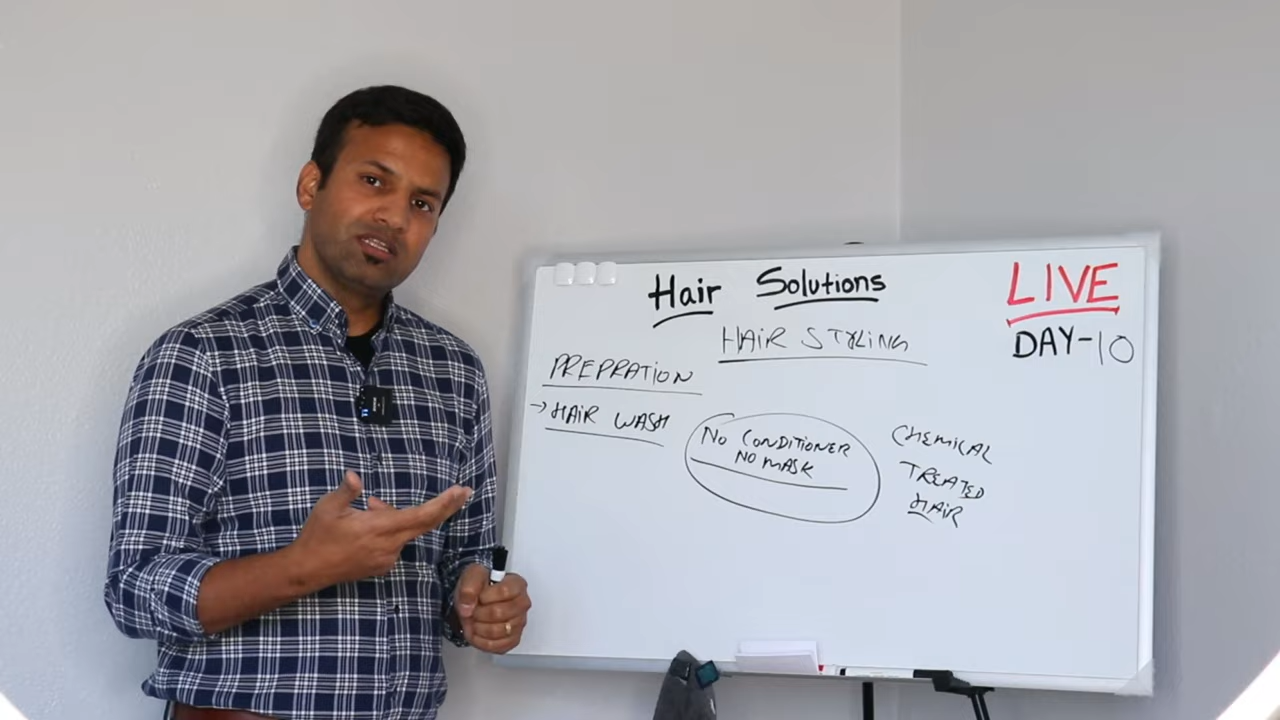 Hair Solutions
LIVE
DAY-10
HAIR STYLING
PREPRATION
→ HAIR WASH
NO CONDITIONER
NO MASK
CHEMICAL
TREATED
HAIR